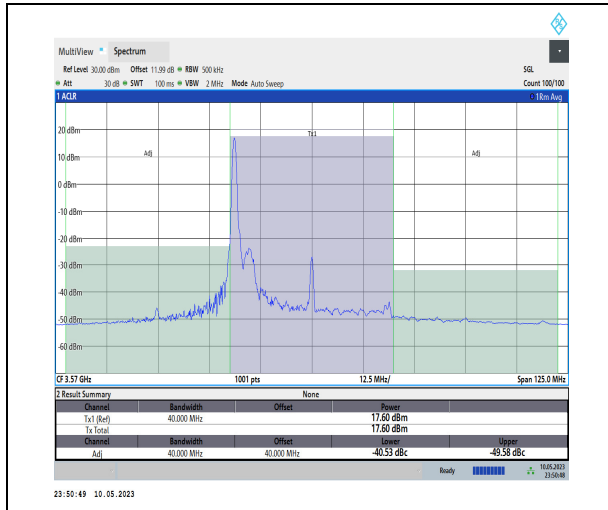 MultiView Spectrum
Ref Level 30.00 dBm Offset 11.99 dB RBW 500 kHz SGL
Att 30 dB SWT 100 ms VBW 2 MHz Mode Auto Sweep Count 100/100
1 ACLR 1Rm Avg
Tx1
20 dBm
Adj Adj
10 dBm
0 dBm
-10 dBm
-20 dBm
-30 dBm
-40 dBm
-50 dBm
-60 dBm
CF 3.57 GHz 1001 pts 12.5 MHz/ Span 125.0 MHz
2 Result Summary None
Channel Bandwidth Offset Power
Tx1 (Ref) 40.000 MHz 17.60 dBm
Tx Total 17.60 dBm
Channel Bandwidth Offset Lower Upper
Adj 40.000 MHz 40.000 MHz -40.53 dBc -49.58 dBc
Ready 10.05.2023
23:50:48
23:50:49 10.05.2023